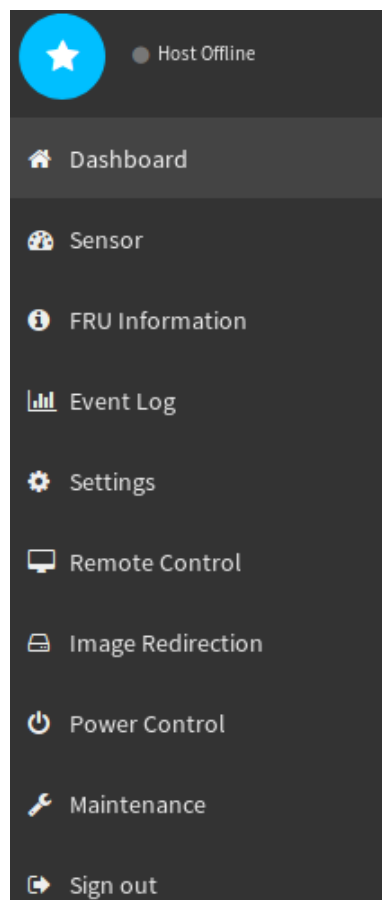 Host Offline
Dashboard
Sensor
FRU Information
Event Log
Settings
Remote Control
Image Redirection
Power Control
Maintenance
Sign out